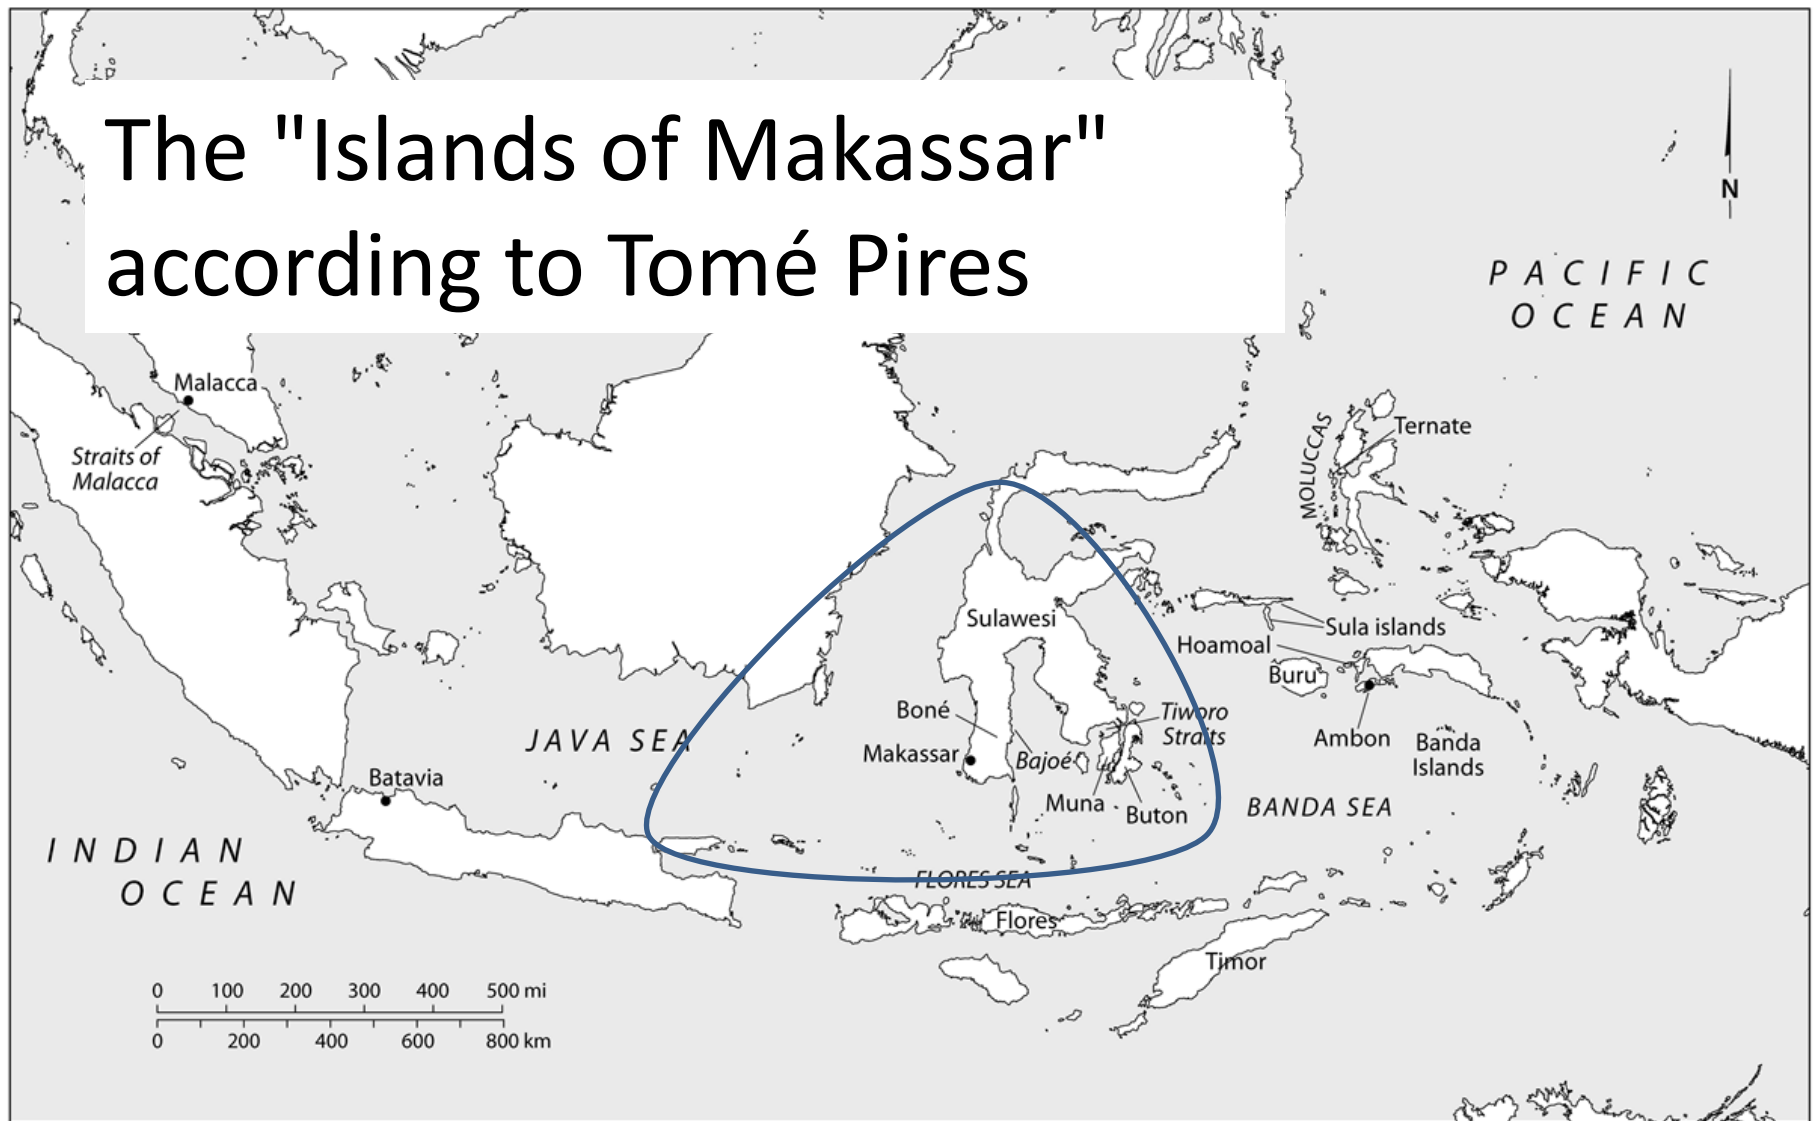 The "Islands of Makassar"
according to Tomé Pires
N
PACIFIC
OCEAN
Malacca
Straits of
Malacca
MOLUCCAS
Ternate
Sulawesi
Sula islands
Hoamoal
Buru
Boné
Tiworo
Straits
JAVA SEA
Makassar
Bajoé
Ambon
Banda
Islands
Batavia
Muna
Buton
BANDA SEA
INDIAN
OCEAN
FLORES SEA
Flores
Timor
0 100 200 300 400 500 mi
0 200 400 600 800 km